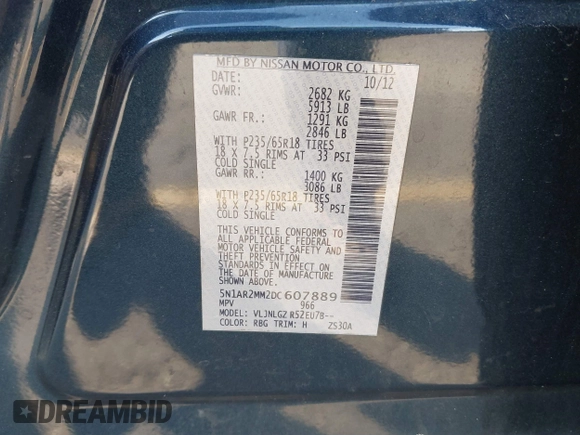 MFD BY NISSAN MOTOR CO., LTD.
DATE: 10/12
GVWR: 2682 KG
5913 LB
GAWR FR.: 1291 KG
2846 LB
WITH P235/65R18 TIRES
18 X 7.5 RIMS AT 33 PSI
COLD SINGLE
GAWR RR.: 1400 KG
3086 LB
WITH P235/65R18 TIRES
18 X 7.5 RIMS AT 33 PSI
COLD SINGLE
THIS VEHICLE CONFORMS TO
ALL APPLICABLE FEDERAL
MOTOR VEHICLE SAFETY AND
THEFT PREVENTION
STANDARDS IN EFFECT ON
THE DATE OF MANUFACTURE
SHOWN ABOVE.
5N1AR2MM2DC607889
MPV 966
MODEL: VLJNLGZ R52EU7B--
COLOR: RBG TRIM: H ZS30A
DREAMBID